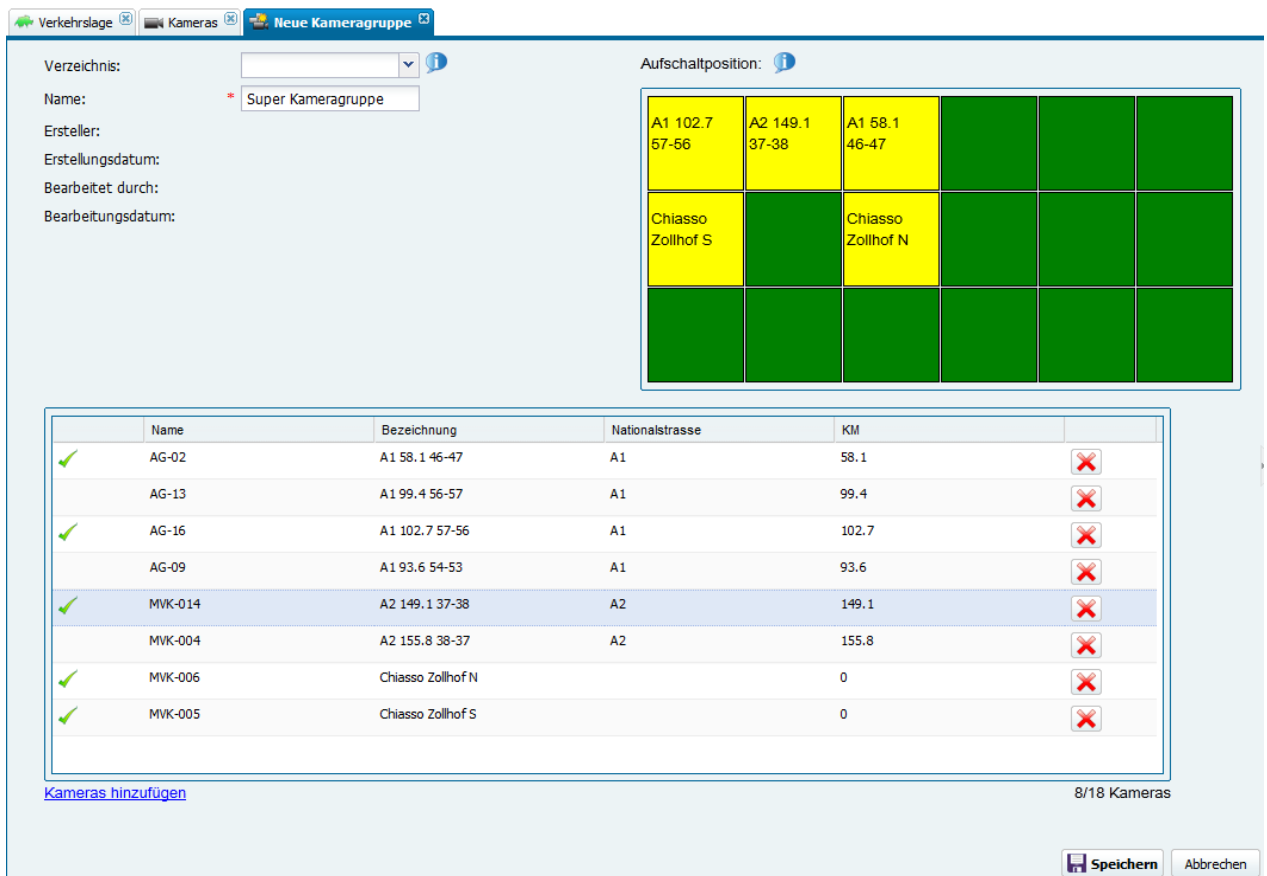 Verkehrslage Kameras Neue Kameragruppe
Verzeichnis:
Name: * Super Kameragruppe
Ersteller:
Erstellungsdatum:
Bearbeitet durch:
Bearbeitungsdatum:
Aufschaltposition:
A1 102.7 57-56
A2 149.1 37-38
A1 58.1 46-47
Chiasso Zollhof S
Chiasso Zollhof N
Name Bezeichnung Nationalstrasse KM
AG-02 A1 58.1 46-47 A1 58.1
AG-13 A1 99.4 56-57 A1 99.4
AG-16 A1 102.7 57-56 A1 102.7
AG-09 A1 93.6 54-53 A1 93.6
MVK-014 A2 149.1 37-38 A2 149.1
MVK-004 A2 155.8 38-37 A2 155.8
MVK-006 Chiasso Zollhof N 0
MVK-005 Chiasso Zollhof S 0
Kameras hinzufügen 8/18 Kameras
Speichern Abbrechen